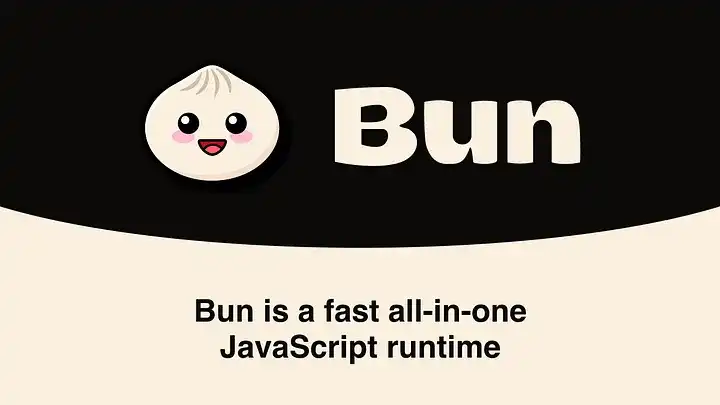 Bun
Bun is a fast all-in-one
JavaScript runtime